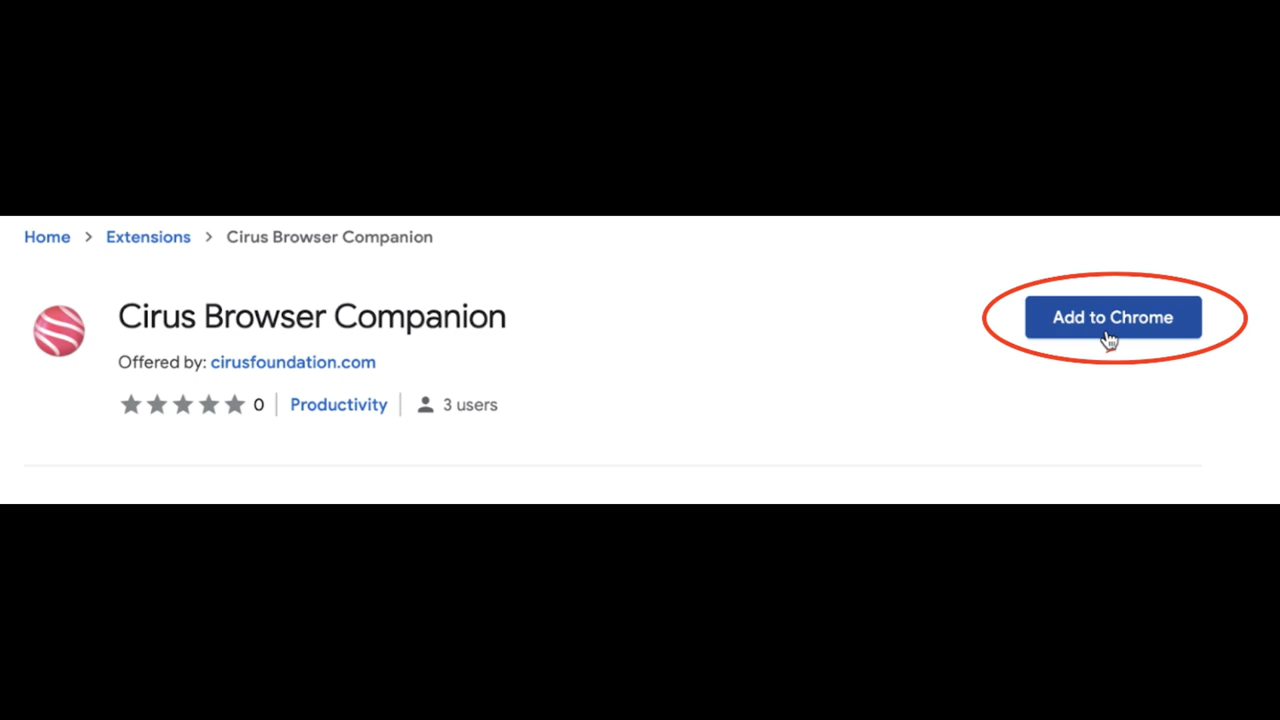 Home > Extensions > Cirus Browser Companion
Cirus Browser Companion
Add to Chrome
Offered by: cirusfoundation.com
0 | Productivity | 3 users